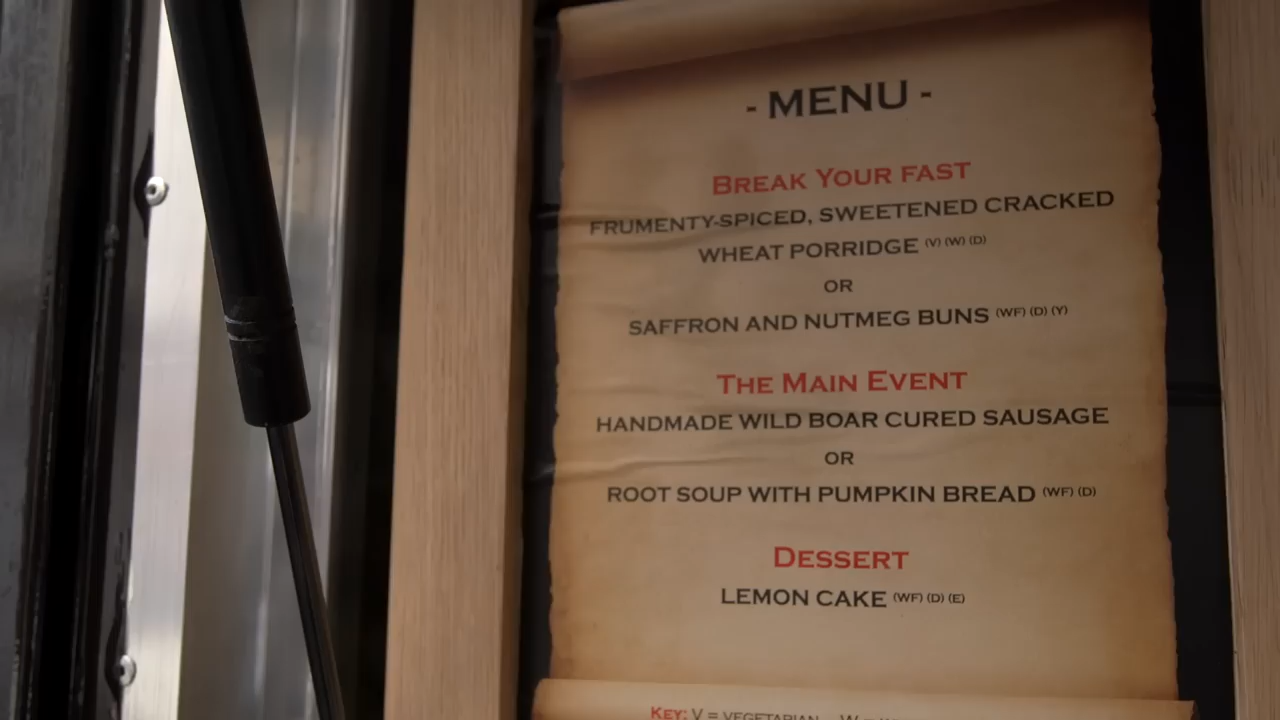 - MENU -
BREAK YOUR FAST
FRUMENTY-SPICED, SWEETENED CRACKED
WHEAT PORRIDGE (V) (W) (D)
OR
SAFFRON AND NUTMEG BUNS (WF) (D) (Y)
THE MAIN EVENT
HANDMADE WILD BOAR CURED SAUSAGE
OR
ROOT SOUP WITH PUMPKIN BREAD (WF) (D)
DESSERT
LEMON CAKE (WF) (D) (E)
KEY: V = VEGETARIAN W =